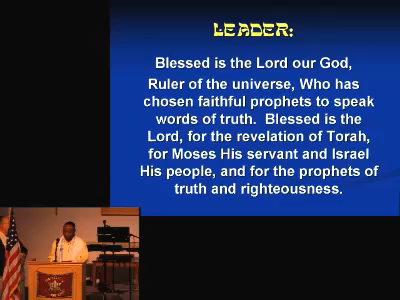 LEADER:
Blessed is the Lord our God,
Ruler of the universe, Who has
chosen faithful prophets to speak
words of truth. Blessed is the
Lord, for the revelation of Torah,
for Moses His servant and Israel
His people, and for the prophets of
truth and righteousness.